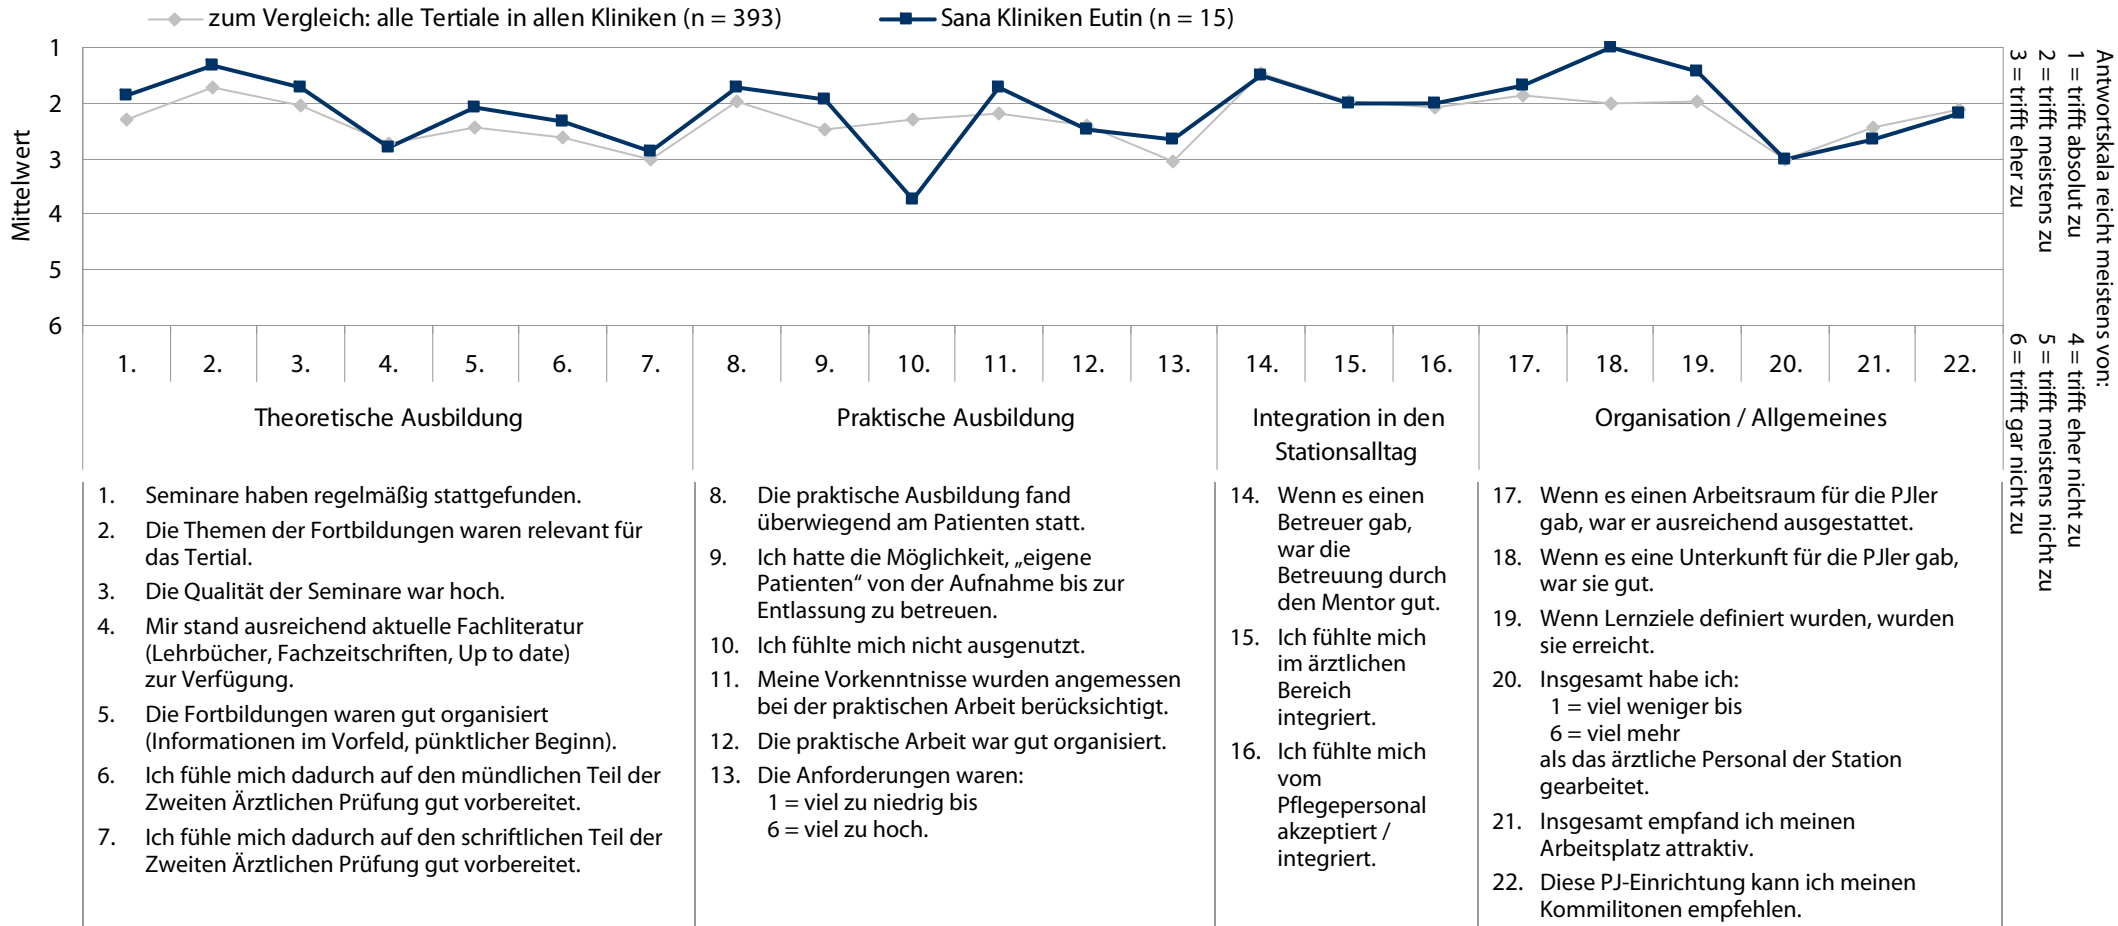 zum Vergleich: alle Tertiale in allen Kliniken (n = 393)
Sana Kliniken Eutin (n = 15)
Mittelwert
1
2
3
4
5
6
1.
2.
3.
4.
5.
6.
7.
8.
9.
10.
11.
12.
13.
14.
15.
16.
17.
18.
19.
20.
21.
22.
Theoretische Ausbildung
Praktische Ausbildung
Integration in den
Stationsalltag
Organisation / Allgemeines
Antwortskala reicht meistens von:
1 = trifft absolut zu
2 = trifft meistens zu
3 = trifft eher zu
4 = trifft eher nicht zu
5 = trifft meistens nicht zu
6 = trifft gar nicht zu
1. Seminare haben regelmäßig stattgefunden.
2. Die Themen der Fortbildungen waren relevant für
das Tertial.
3. Die Qualität der Seminare war hoch.
4. Mir stand ausreichend aktuelle Fachliteratur
(Lehrbücher, Fachzeitschriften, Up to date)
zur Verfügung.
5. Die Fortbildungen waren gut organisiert
(Informationen im Vorfeld, pünktlicher Beginn).
6. Ich fühle mich dadurch auf den mündlichen Teil der
Zweiten Ärztlichen Prüfung gut vorbereitet.
7. Ich fühle mich dadurch auf den schriftlichen Teil der
Zweiten Ärztlichen Prüfung gut vorbereitet.
8. Die praktische Ausbildung fand
überwiegend am Patienten statt.
9. Ich hatte die Möglichkeit, „eigene
Patienten“ von der Aufnahme bis zur
Entlassung zu betreuen.
10. Ich fühlte mich nicht ausgenutzt.
11. Meine Vorkenntnisse wurden angemessen
bei der praktischen Arbeit berücksichtigt.
12. Die praktische Arbeit war gut organisiert.
13. Die Anforderungen waren:
1 = viel zu niedrig bis
6 = viel zu hoch.
14. Wenn es einen
Betreuer gab,
war die
Betreuung durch
den Mentor gut.
15. Ich fühlte mich
im ärztlichen
Bereich
integriert.
16. Ich fühlte mich
vom
Pflegepersonal
akzeptiert /
integriert.
17. Wenn es einen Arbeitsraum für die PJler
gab, war er ausreichend ausgestattet.
18. Wenn es eine Unterkunft für die PJler gab,
war sie gut.
19. Wenn Lernziele definiert wurden, wurden
sie erreicht.
20. Insgesamt habe ich:
1 = viel weniger bis
6 = viel mehr
als das ärztliche Personal der Station
gearbeitet.
21. Insgesamt empfand ich meinen
Arbeitsplatz attraktiv.
22. Diese PJ-Einrichtung kann ich meinen
Kommilitonen empfehlen.